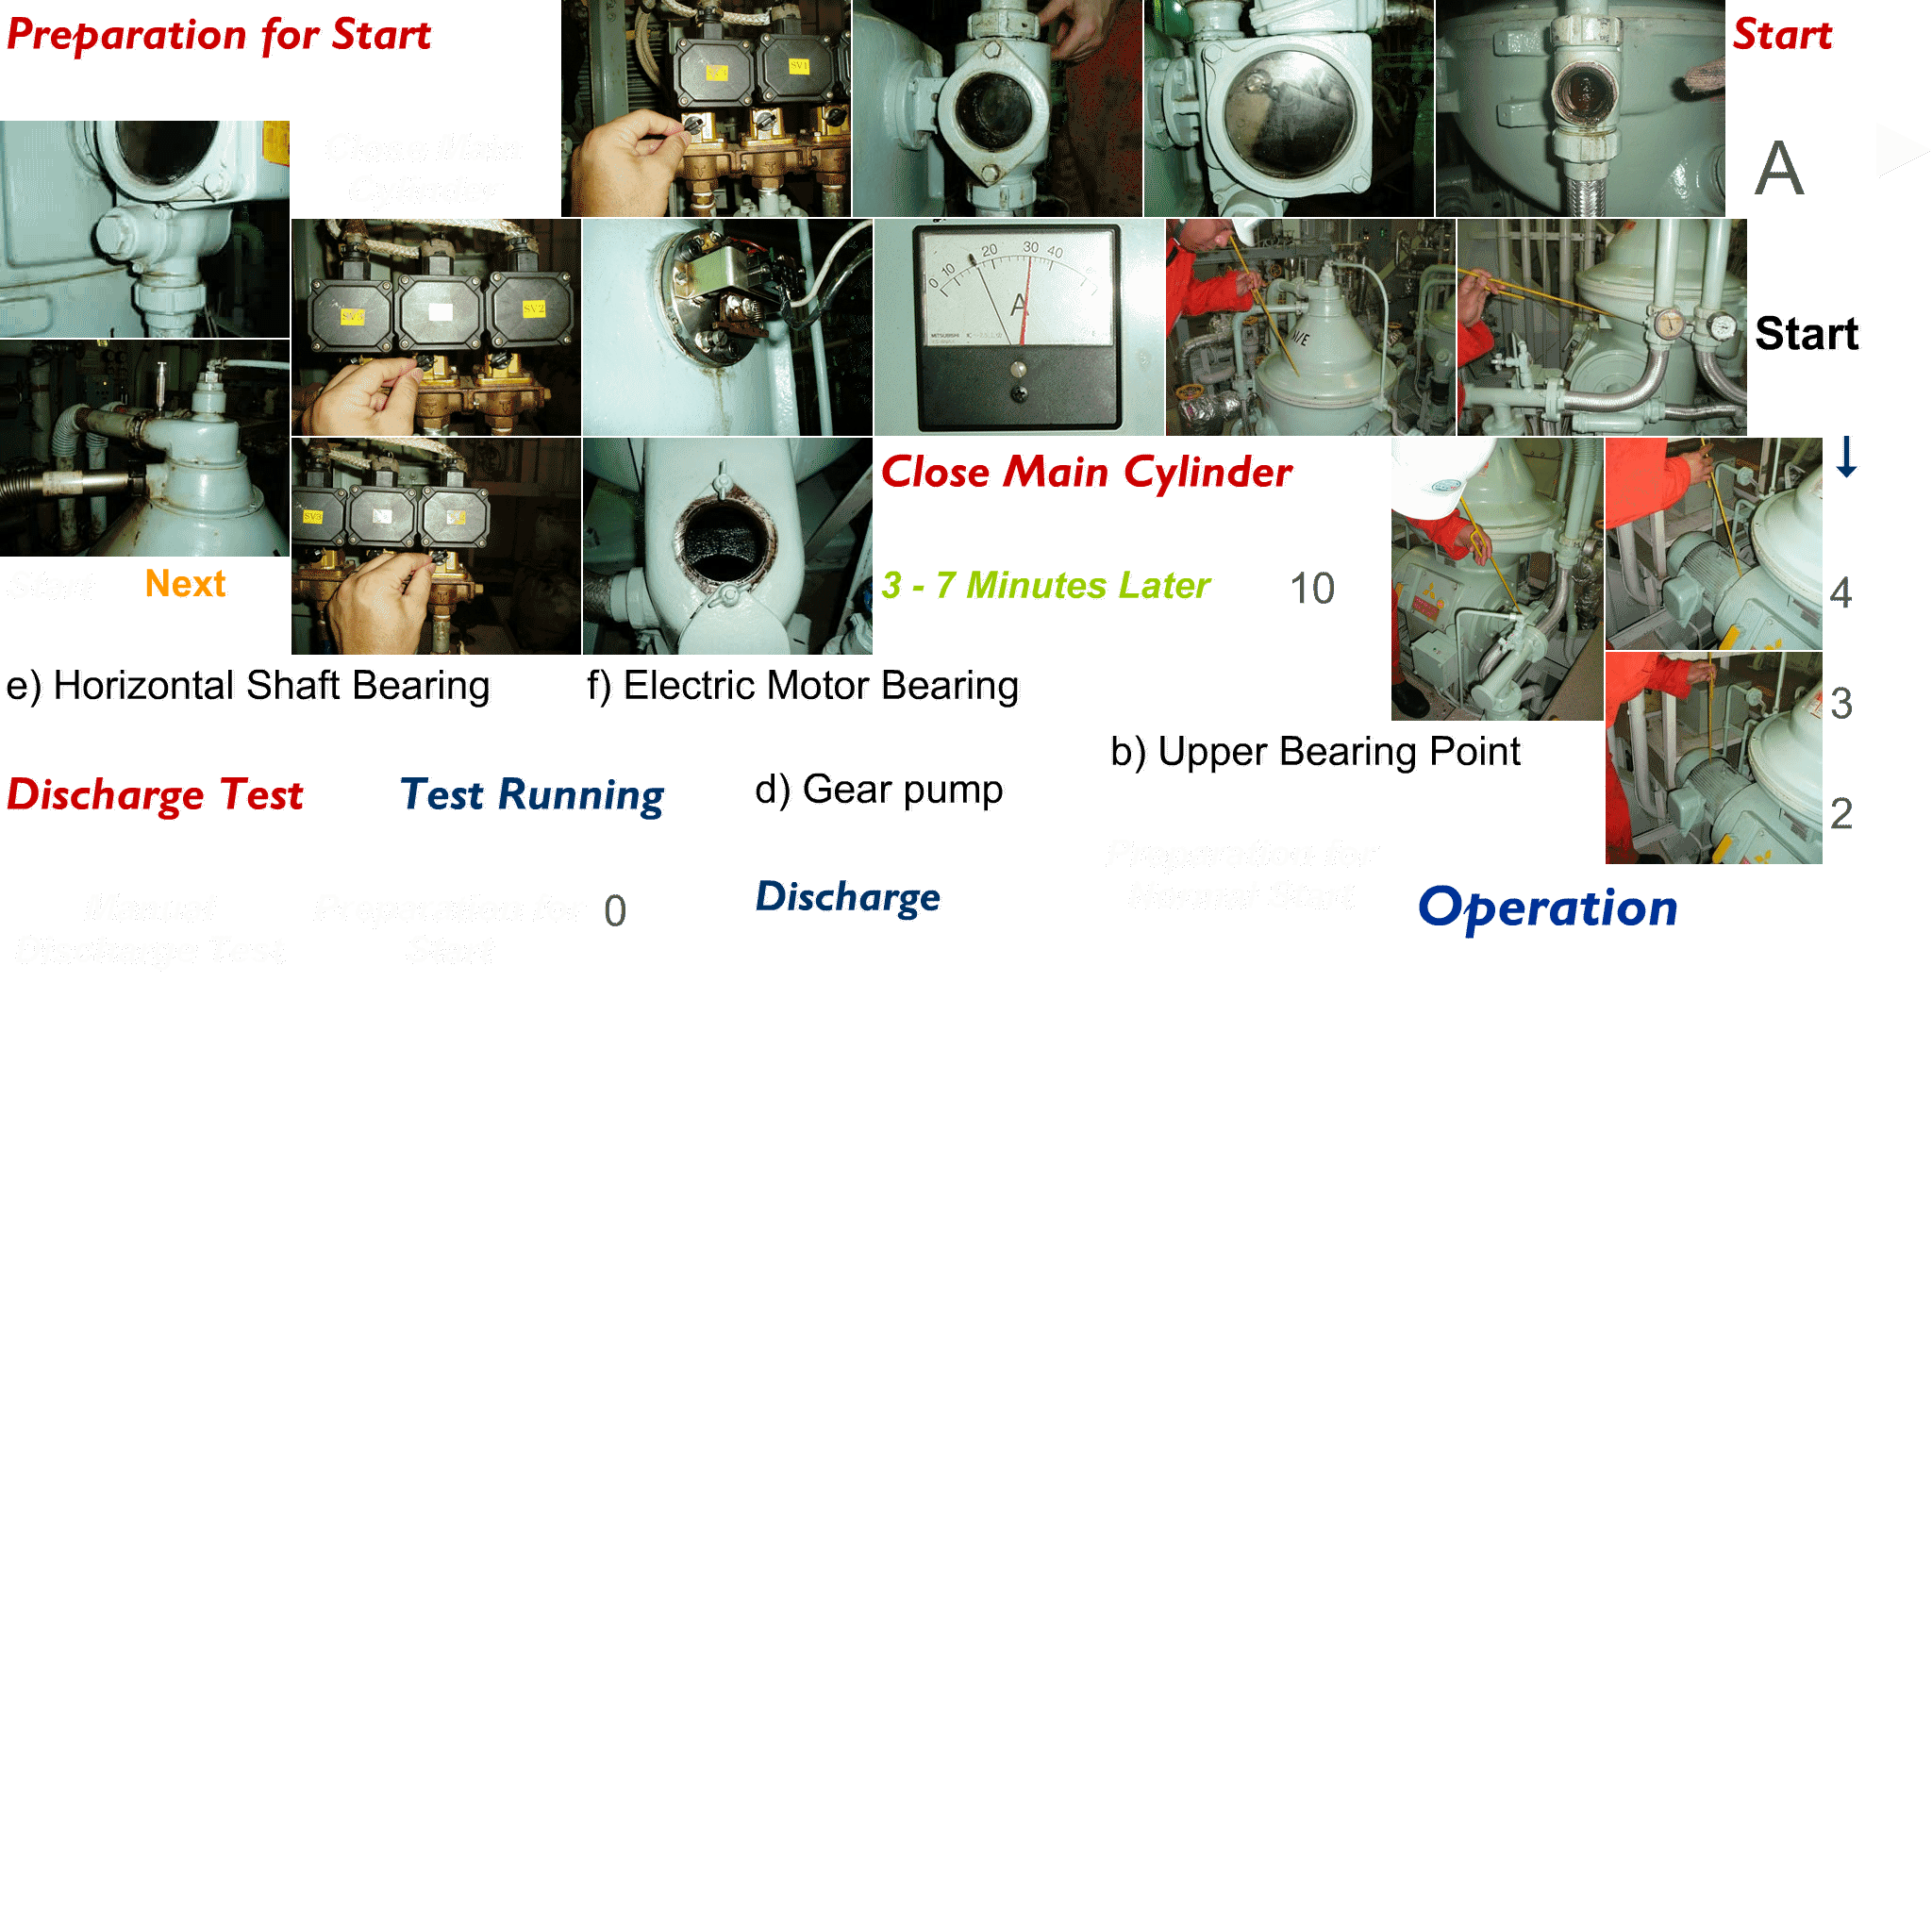 Preparation for Start
Start
SV1
A
0 10 20 30 40
A
MITSUBISHI
M/E
SV3
SV2
Start
↓
Close Main Cylinder
SV3
Next
3 - 7 Minutes Later
10
4
e) Horizontal Shaft Bearing
f) Electric Motor Bearing
3
b) Upper Bearing Point
Discharge Test
Test Running
d) Gear pump
2
Discharge
0
Operation